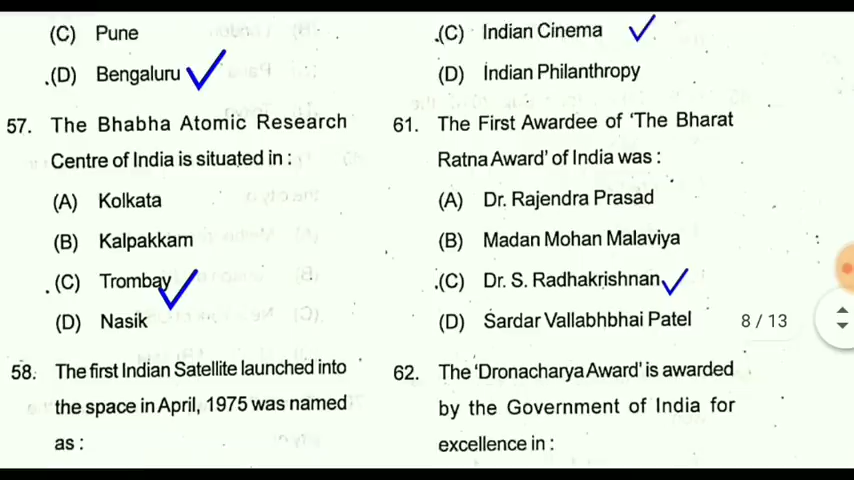 (C) Pune
.(D) Bengaluru
57. The Bhabha Atomic Research
Centre of India is situated in :
(A) Kolkata
(B) Kalpakkam
.(C) Trombay
(D) Nasik
58. The first Indian Satellite launched into
the space in April, 1975 was named
as :
.(C) Indian Cinema
(D) Indian Philanthropy
61. The First Awardee of 'The Bharat
Ratna Award' of India was :
(A) Dr. Rajendra Prasad
(B) Madan Mohan Malaviya
.(C) Dr. S. Radhakrishnan
(D) Sardar Vallabhbhai Patel
62. The 'Dronacharya Award' is awarded
by the Government of India for
excellence in :
8 / 13